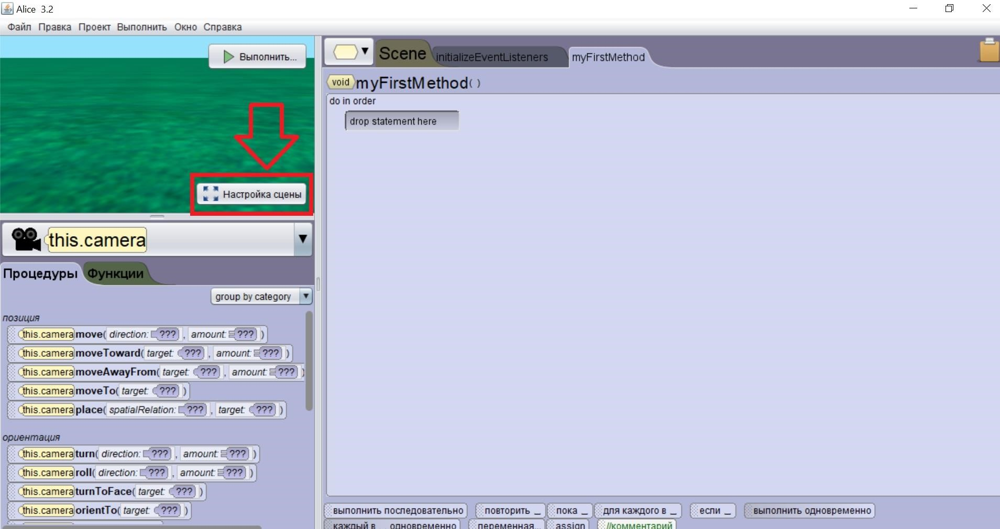 Alice 3.2
Файл Правка Проект Выполнить Окно Справка
Выполнить...
Настройка сцены
this.camera
Процедуры Функции
group by category
позиция
this.camera move( direction: ??? , amount: ??? )
this.camera moveToward( target: ??? , amount: ??? )
this.camera moveAwayFrom( target: ??? , amount: ??? )
this.camera moveTo( target: ??? )
this.camera place( spatialRelation: ??? , target: ??? )
ориентация
this.camera turn( direction: ??? , amount: ??? )
this.camera roll( direction: ??? , amount: ??? )
this.camera turnToFace( target: ??? )
this.camera orientTo( target: ??? )
Scene initializeEventListeners myFirstMethod
void myFirstMethod ( )
do in order
drop statement here
выполнить последовательно повторить _ пока _ для каждого в _ если _ выполнить одновременно
каждый в _ одновременно переменная... assign //комментарий